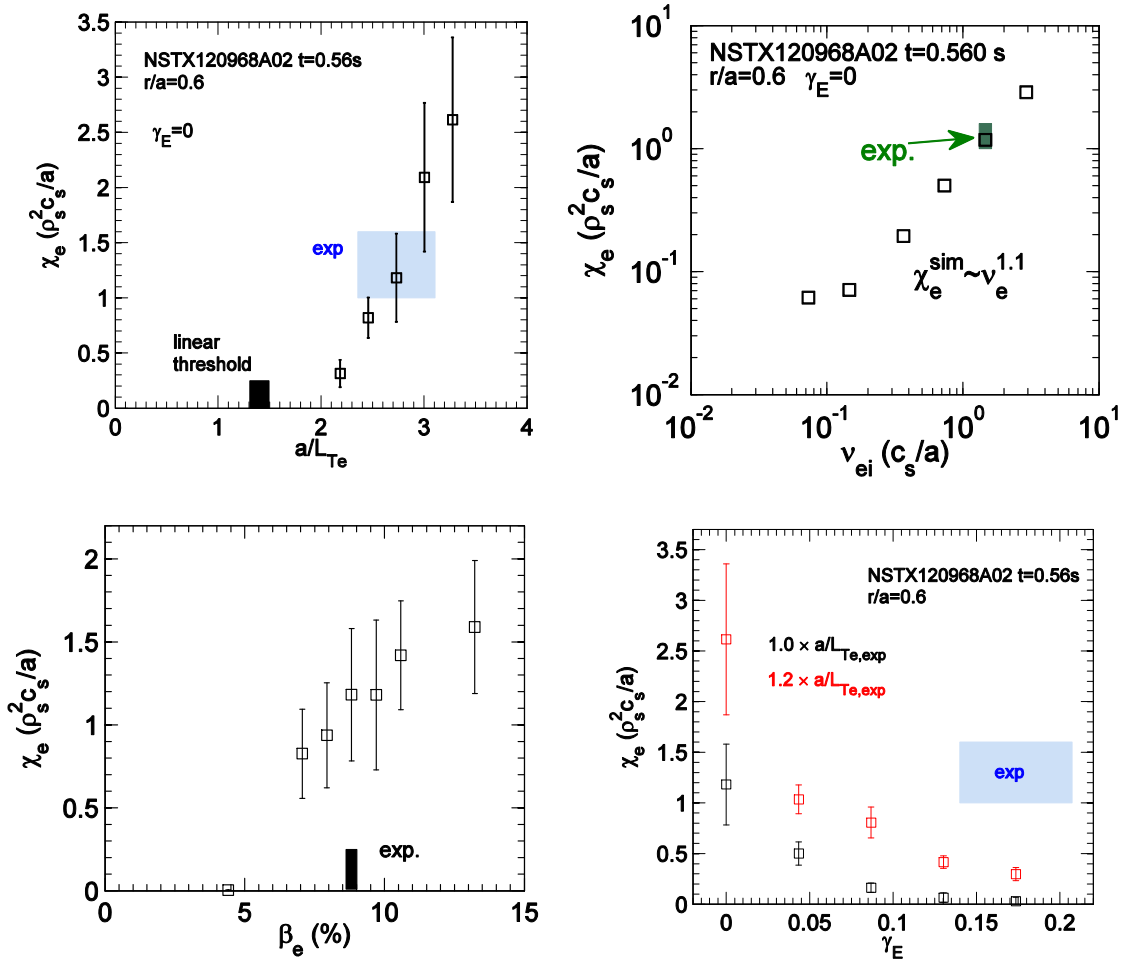 3.5
3
2.5
2
1.5
1
0.5
0
NSTX120968A02 t=0.56s
r/a=0.6
γE=0
exp
linear
threshold
χe (ρs²cs/a)
0 1 2 3 4
a/LTe
10¹
10⁰
10⁻¹
10⁻²
NSTX120968A02 t=0.560 s
r/a=0.6 γE=0
exp.
χe^sim~νe^1.1
χe (ρs²cs/a)
10⁻² 10⁻¹ 10⁰ 10¹
νei (cs/a)
2
1.5
1
0.5
0
exp.
χe (ρs²cs/a)
0 5 10 15
βe (%)
3.5
3
2.5
2
1.5
1
0.5
0
NSTX120968A02 t=0.56s
r/a=0.6
1.0 × a/LTe,exp
1.2 × a/LTe,exp
exp
χe (ρs²cs/a)
0 0.05 0.1 0.15 0.2
γE